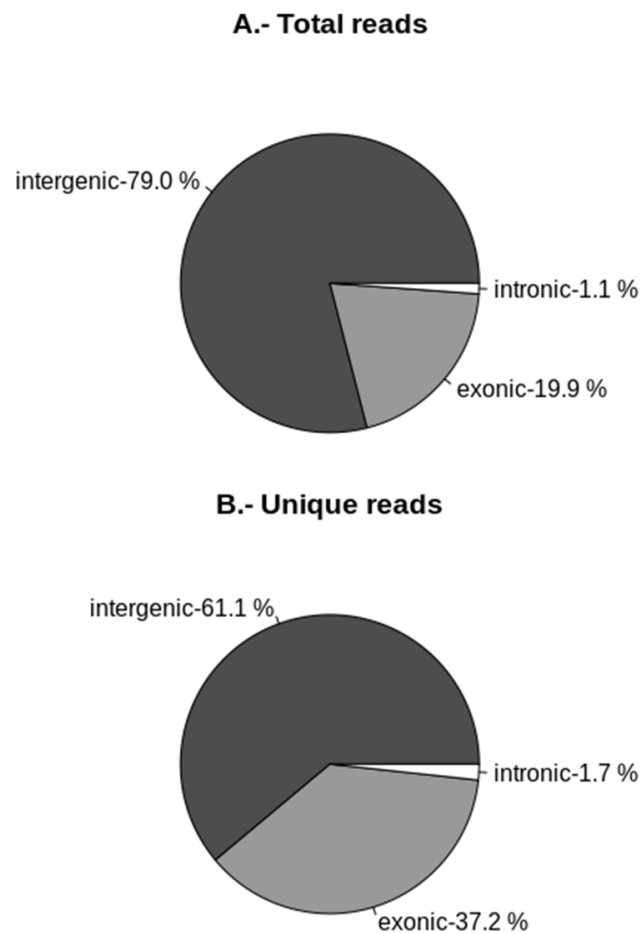 A.- Total reads
intergenic-79.0 %
intronic-1.1 %
exonic-19.9 %
B.- Unique reads
intergenic-61.1 %
intronic-1.7 %
exonic-37.2 %